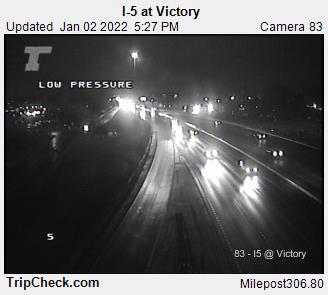 I-5 at Victory
Updated Jan 02 2022 5:27 PM Camera 83
T
LOW PRESSURE
S
83 - I5 @ Victory
TripCheck.com Milepost306.80